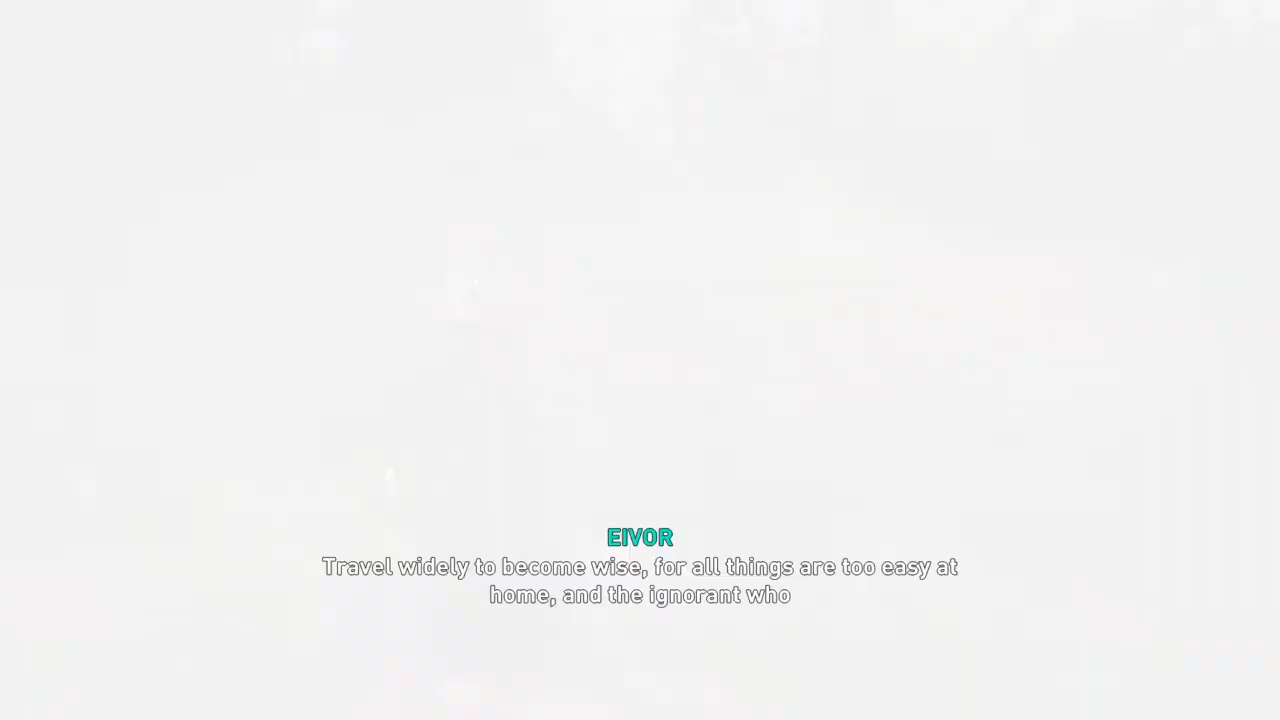 EIVOR
Travel widely to become wise, for all things are too easy at
home, and the ignorant who